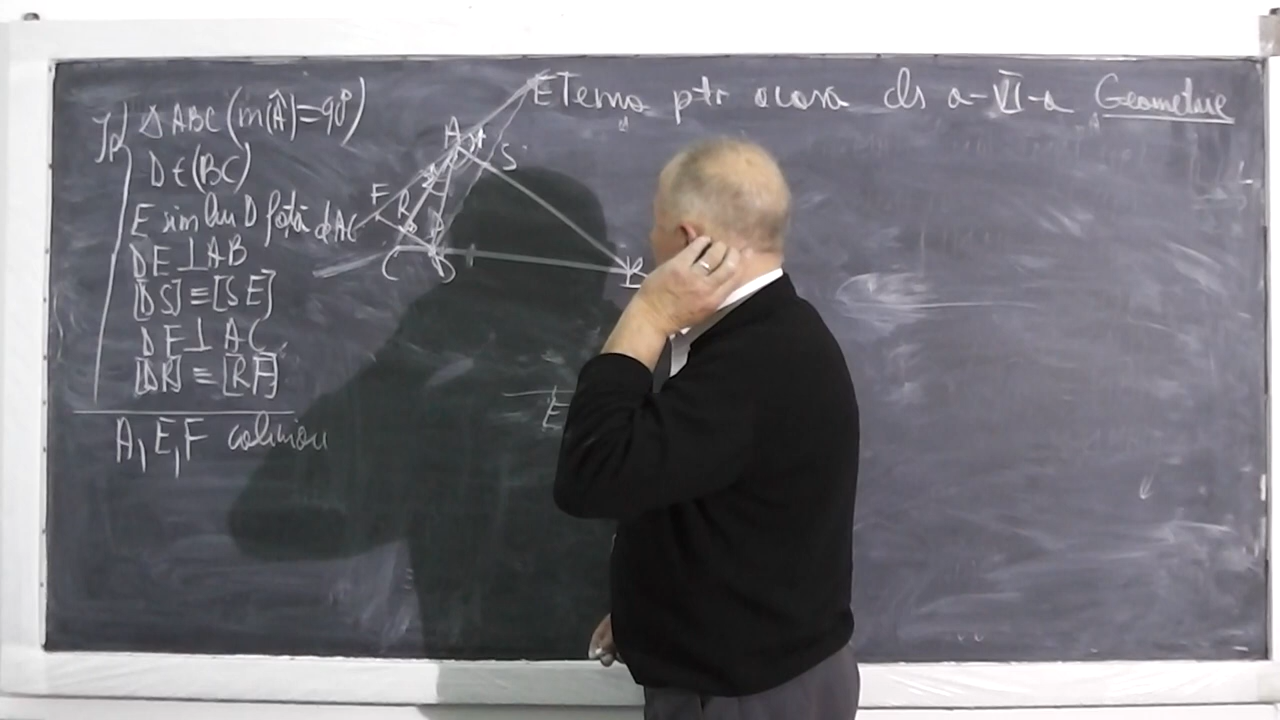 Temă ptr acasă cls a-VI-a Geometrie
Ip) Δ ABC (m(Â)=90°)
D ∈ (BC)
E sim lui D față de AC
DE ⊥ AB
[DS] ≡ [SE]
DF ⊥ AC
[DR] ≡ [RF]
A, E, F coliniare
E
A
S
F
R
C
D
B
E